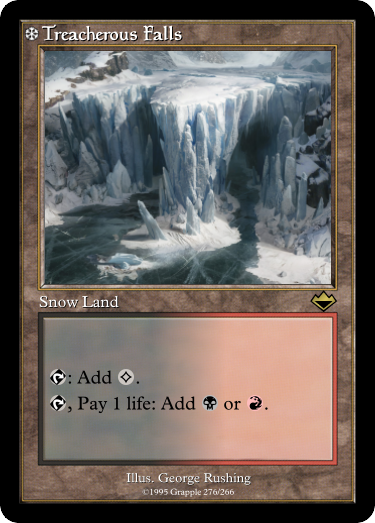 Treacherous Falls
Snow Land
: Add .
, Pay 1 life: Add or .
Illus. George Rushing
©1995 Grapple 276/266